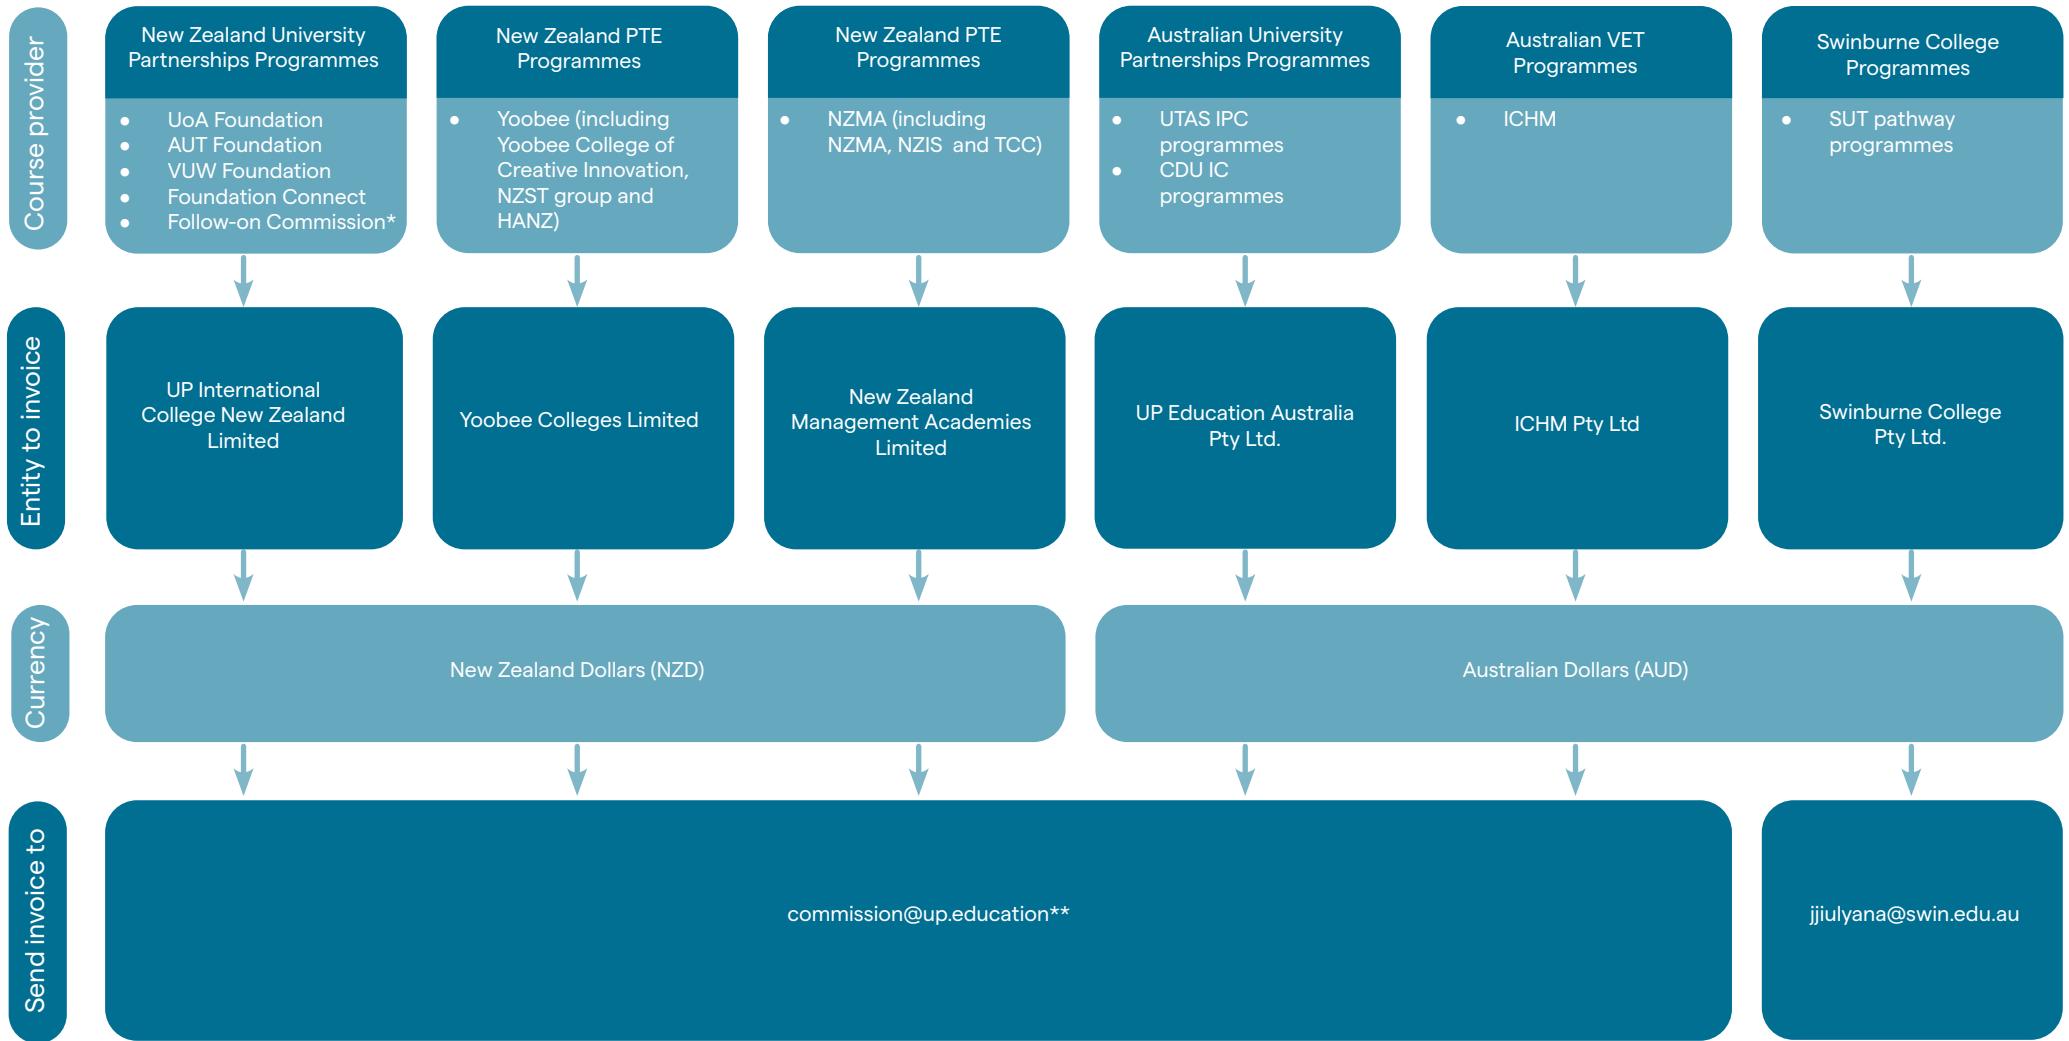 Course provider
New Zealand University
Partnerships Programmes
● UoA Foundation
● AUT Foundation
● VUW Foundation
● Foundation Connect
● Follow-on Commission*
New Zealand PTE
Programmes
● Yoobee (including
Yoobee College of
Creative Innovation,
NZST group and
HANZ)
New Zealand PTE
Programmes
● NZMA (including
NZMA, NZIS and TCC)
Australian University
Partnerships Programmes
● UTAS IPC
programmes
● CDU IC
programmes
Australian VET
Programmes
● ICHM
Swinburne College
Programmes
● SUT pathway
programmes
Entity to invoice
UP International
College New Zealand
Limited
Yoobee Colleges Limited
New Zealand
Management Academies
Limited
UP Education Australia
Pty Ltd.
ICHM Pty Ltd
Swinburne College
Pty Ltd.
Currency
New Zealand Dollars (NZD)
Australian Dollars (AUD)
Send invoice to
commission@up.education**
jjiulyana@swin.edu.au